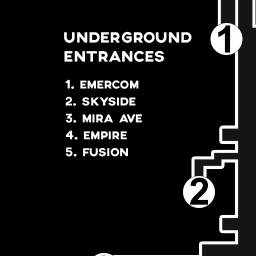 UNDERGROUND
ENTRANCES
1. EMERCOM
2. SKYSIDE
3. MIRA AVE
4. EMPIRE
5. FUSION
1
2